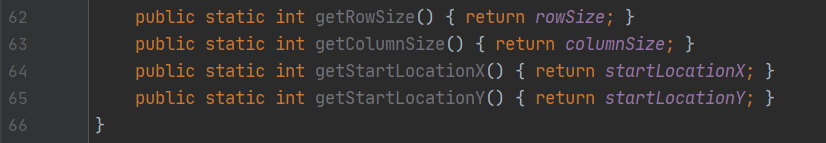 62 public static int getRowSize() { return rowSize; }
63 public static int getColumnSize() { return columnSize; }
64 public static int getStartLocationX() { return startLocationX; }
65 public static int getStartLocationY() { return startLocationY; }
66 }